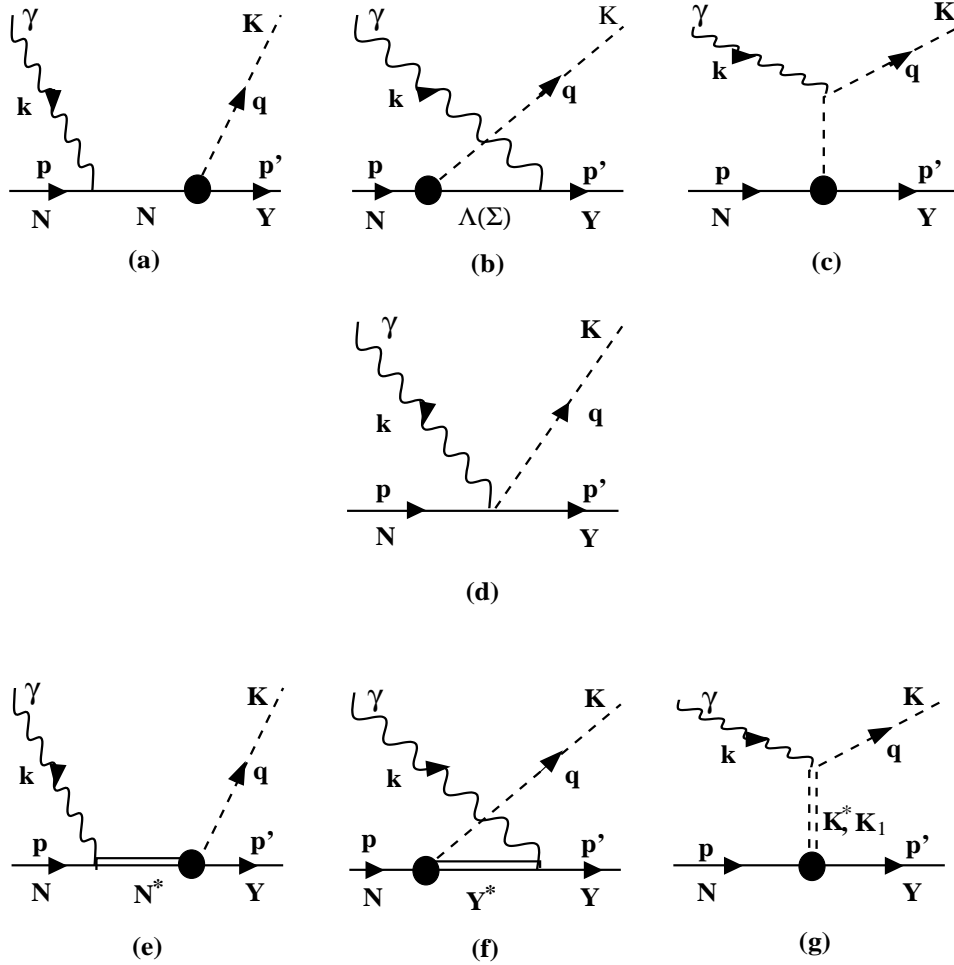 γ K
k q
p p'
N N Y
(a)
γ K
k q
p p'
N Λ(Σ) Y
(b)
γ K
k q
p p'
N Y
(c)
γ K
k q
p p'
N Y
(d)
γ K
k q
p p'
N N* Y
(e)
γ K
k q
p p'
N Y* Y
(f)
γ K
k q
K*, K₁
p p'
N Y
(g)